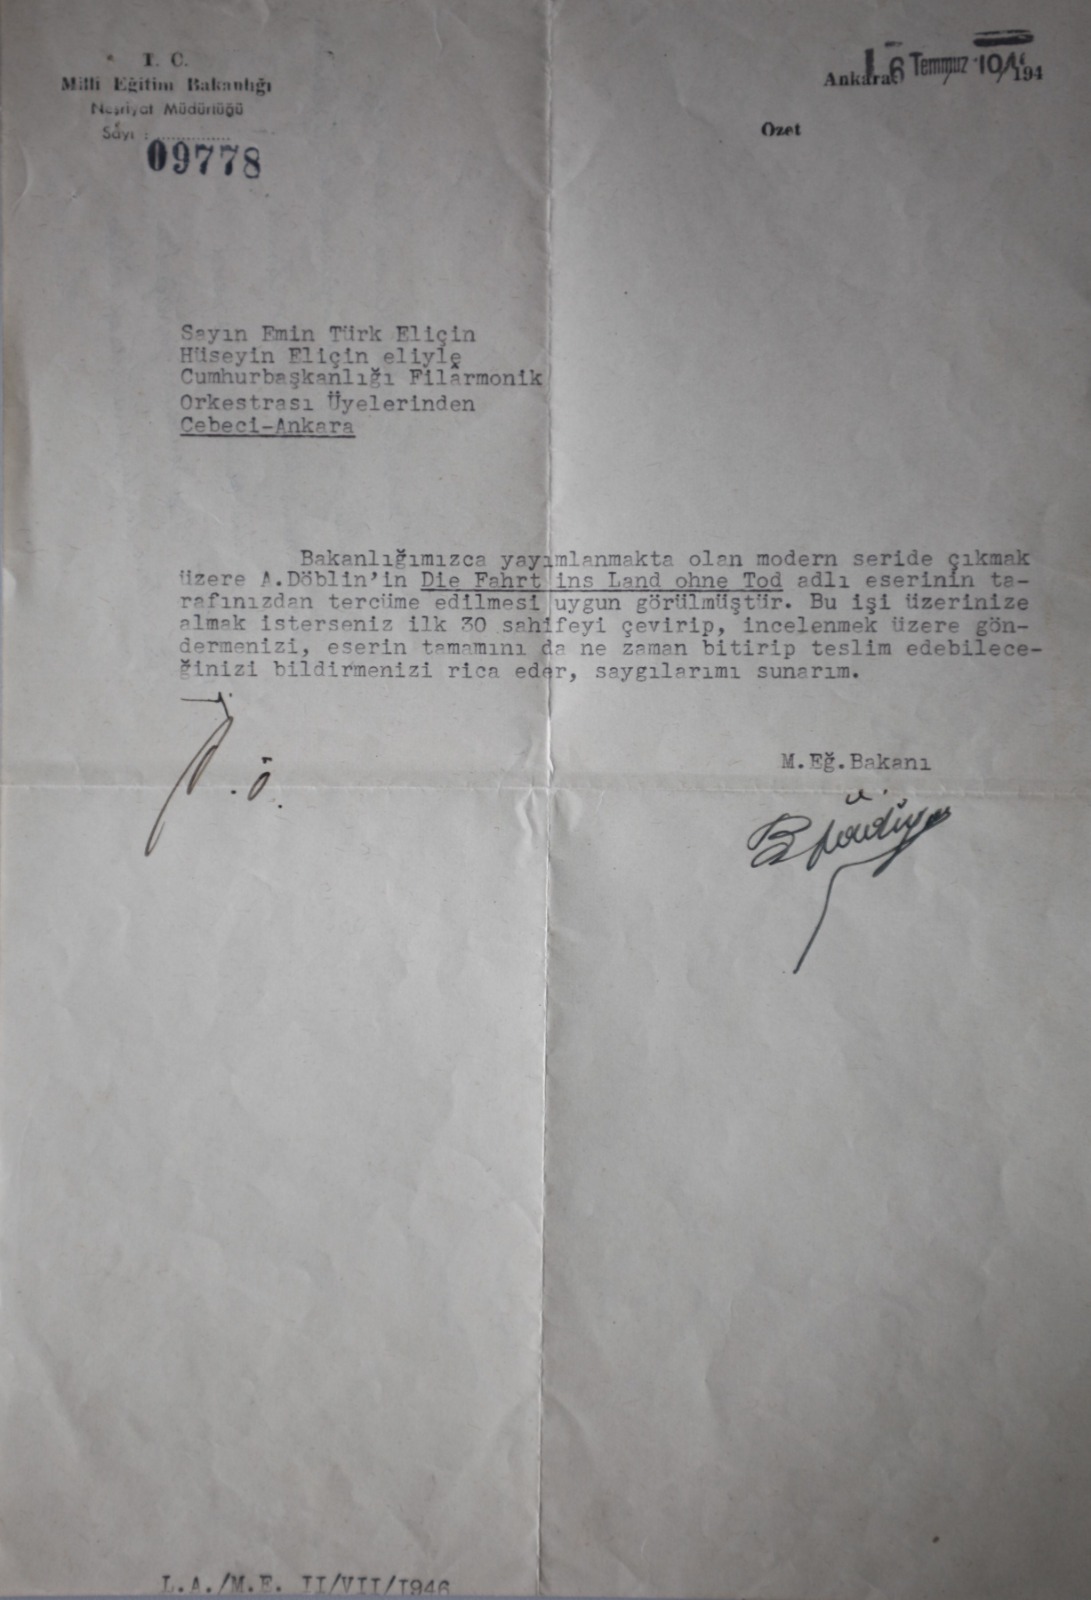 T. C.
Milli Eğitim Bakanlığı
Neşriyat Müdürlüğü
Sayı :
09778
Ankara 16 Temmuz 194
Özet
Sayın Emin Türk Eliçin
Hüseyin Eliçin eliyle
Cumhurbaşkanlığı Filârmonik
Orkestrası Üyelerinden
Cebeci-Ankara
Bakanlığımızca yayımlanmakta olan modern seride çıkmak
üzere A.Döblin'in Die Fahrt ins Land ohne Tod adlı eserinin ta-
rafınızdan tercüme edilmesi uygun görülmüştür. Bu işi üzerinize
almak isterseniz ilk 30 sahifeyi çevirip, incelenmek üzere gön-
dermenizi, eserin tamamını da ne zaman bitirip teslim edebilece-
ğinizi bildirmenizi rica eder, saygılarımı sunarım.
M.Eğ.Bakanı
L.A./M.E. II/VII/I946